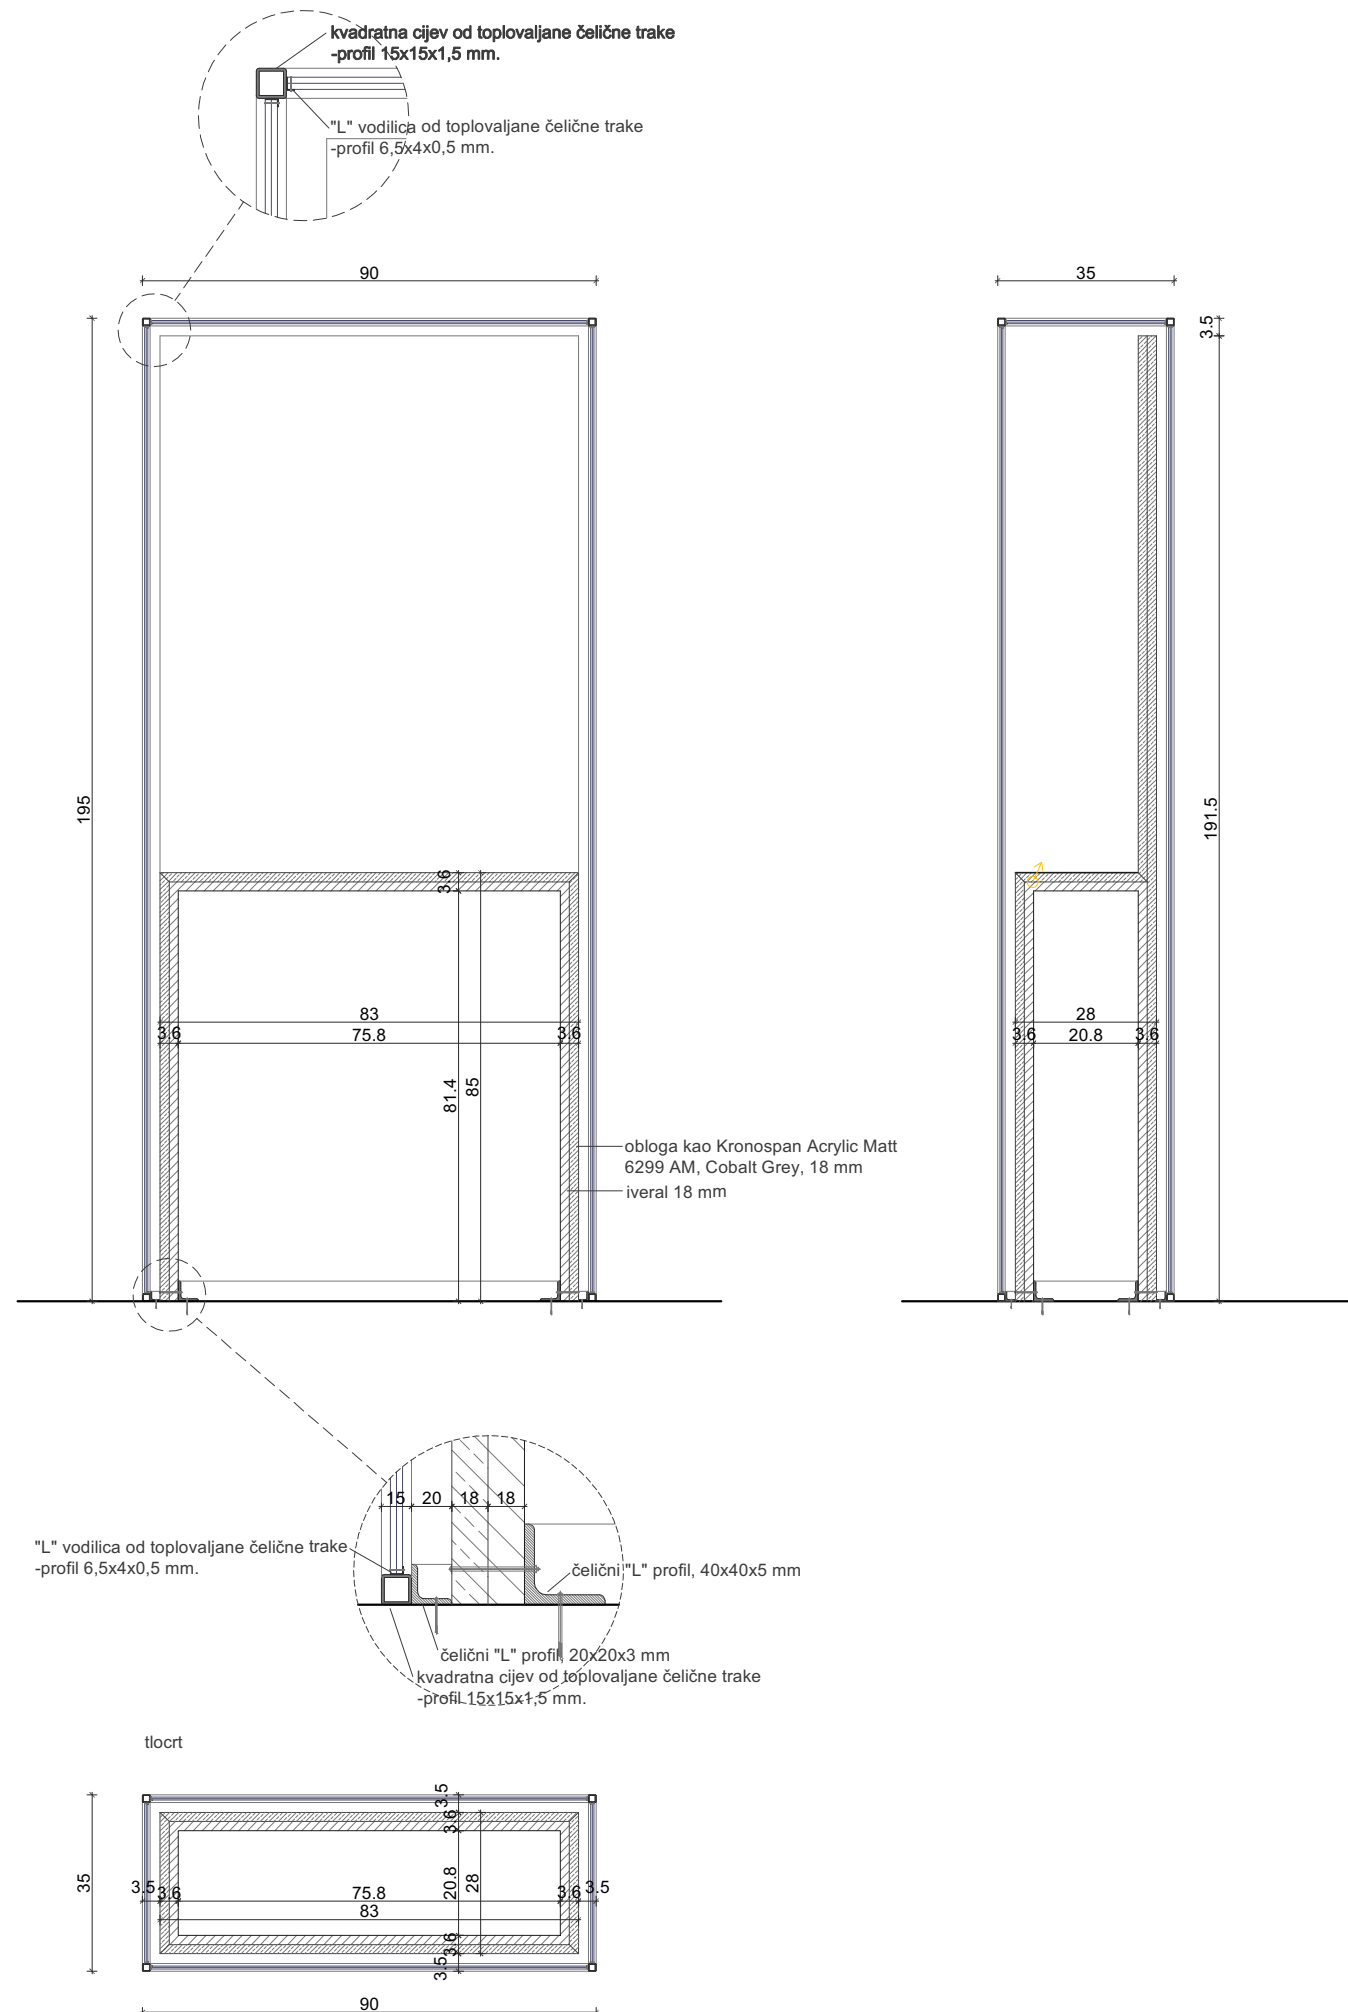 kvadratna cijev od toplovaljane čelične trake
-profil 15x15x1,5 mm.
"L" vodilica od toplovaljane čelične trake
-profil 6,5x4x0,5 mm.
90
35
3.5
195
191.5
3.6
83
3.6
75.8
3.6
81.4
85
28
3.6
20.8
3.6
obloga kao Kronospan Acrylic Matt
6299 AM, Cobalt Grey, 18 mm
iveral 18 mm
15
20
18
18
"L" vodilica od toplovaljane čelične trake
-profil 6,5x4x0,5 mm.
čelični "L" profil, 40x40x5 mm
čelični "L" profil, 20x20x3 mm
kvadratna cijev od toplovaljane čelične trake
-profil 15x15x1,5 mm.
tlocrt
3.5
3.6
35
20.8
28
3.5
3.6
75.8
3.6
3.5
83
3.6
3.5
90